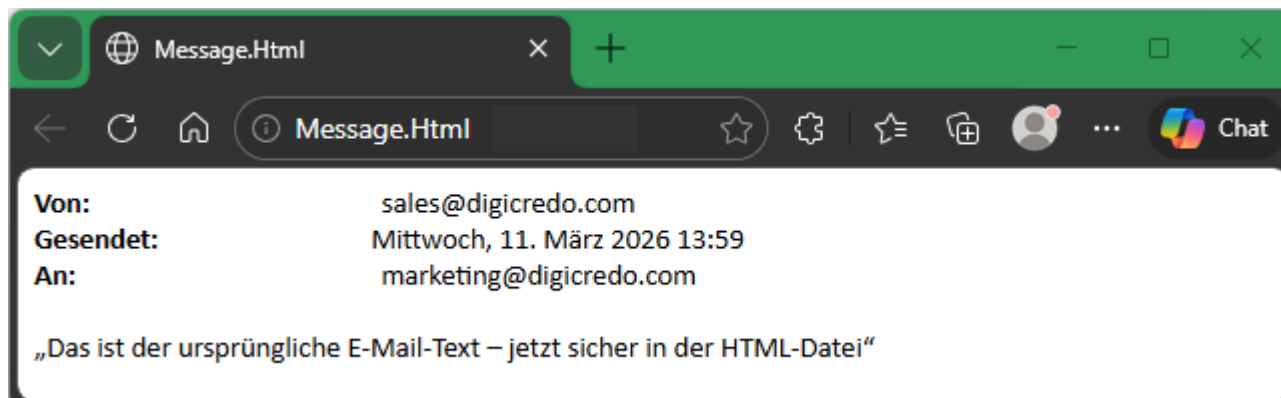 Message.Html
Message.Html
Chat
Von: sales@digicredo.com
Gesendet: Mittwoch, 11. März 2026 13:59
An: marketing@digicredo.com
„Das ist der ursprüngliche E-Mail-Text – jetzt sicher in der HTML-Datei“